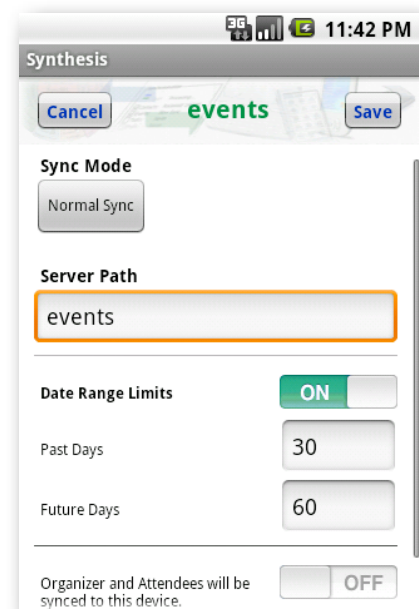 3G 11:42 PM
Synthesis
Cancel events Save
Sync Mode
Normal Sync
Server Path
events
Date Range Limits ON
Past Days 30
Future Days 60
Organizer and Attendees will be OFF
synced to this device.